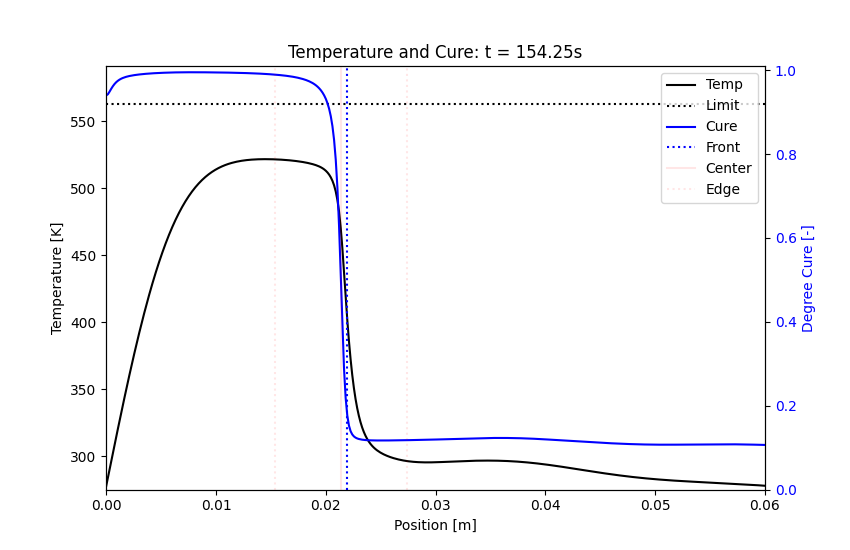 Temperature and Cure: t = 154.25s
Temp
Limit
Cure
Front
Center
Edge
Temperature [K]
550
500
450
400
350
300
1.0
0.8
0.6
0.4
0.2
0.0
Degree Cure [-]
0.00
0.01
0.02
0.03
0.04
0.05
0.06
Position [m]